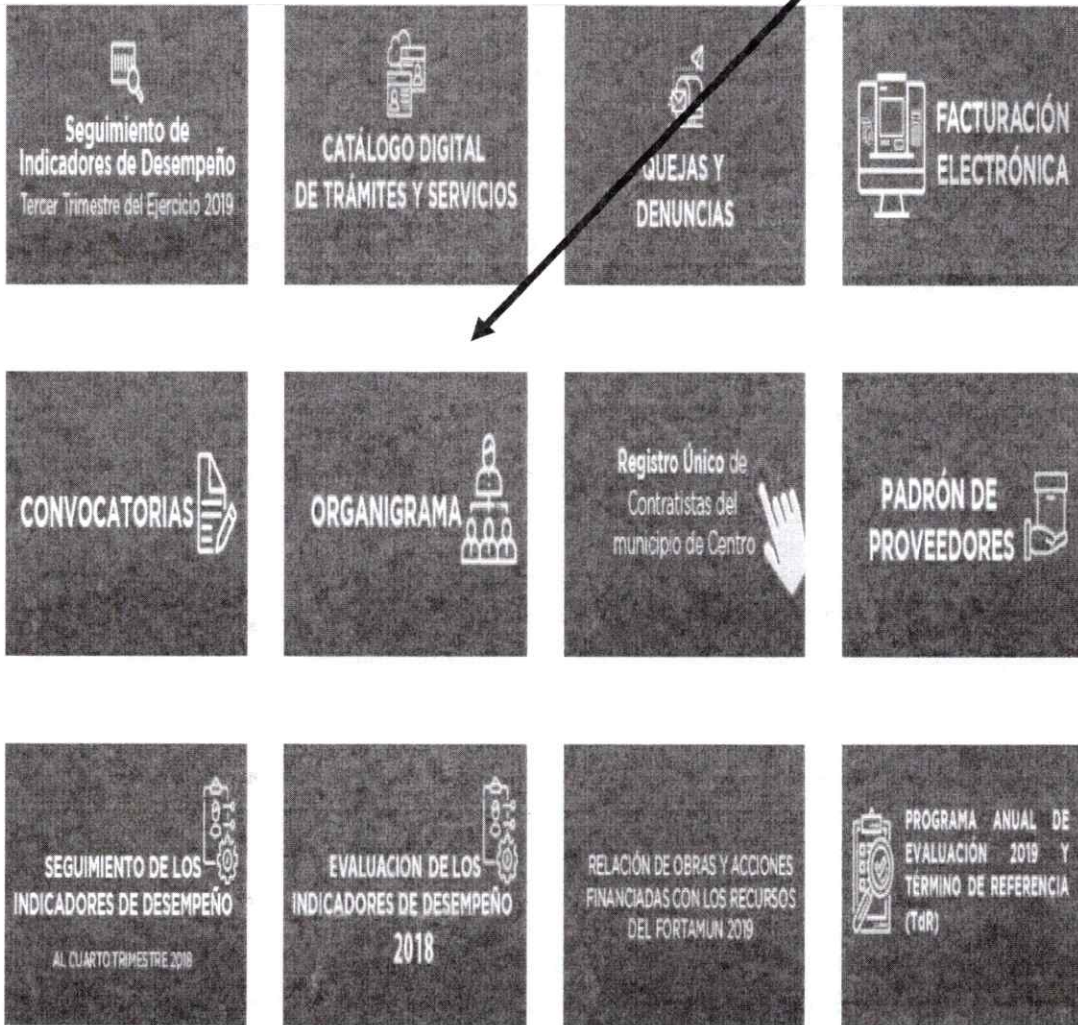 Seguimiento de
Indicadores de Desempeño
Tercer Trimestre del Ejercicio 2019
CATÁLOGO DIGITAL
DE TRÁMITES Y SERVICIOS
QUEJAS Y
DENUNCIAS
FACTURACIÓN
ELECTRÓNICA
CONVOCATORIAS
ORGANIGRAMA
Registro Único de
Contratistas del
municipio de Centro
PADRÓN DE
PROVEEDORES
SEGUIMIENTO DE LOS
INDICADORES DE DESEMPEÑO
AL CUARTO TRIMESTRE 2018
EVALUACION DE LOS
INDICADORES DE DESEMPEÑO
2018
RELACIÓN DE OBRAS Y ACCIONES
FINANCIADAS CON LOS RECURSOS
DEL FORTAMUN 2019
PROGRAMA ANUAL DE
EVALUACIÓN 2019 Y
TÉRMINO DE REFERENCIA
(TdR)